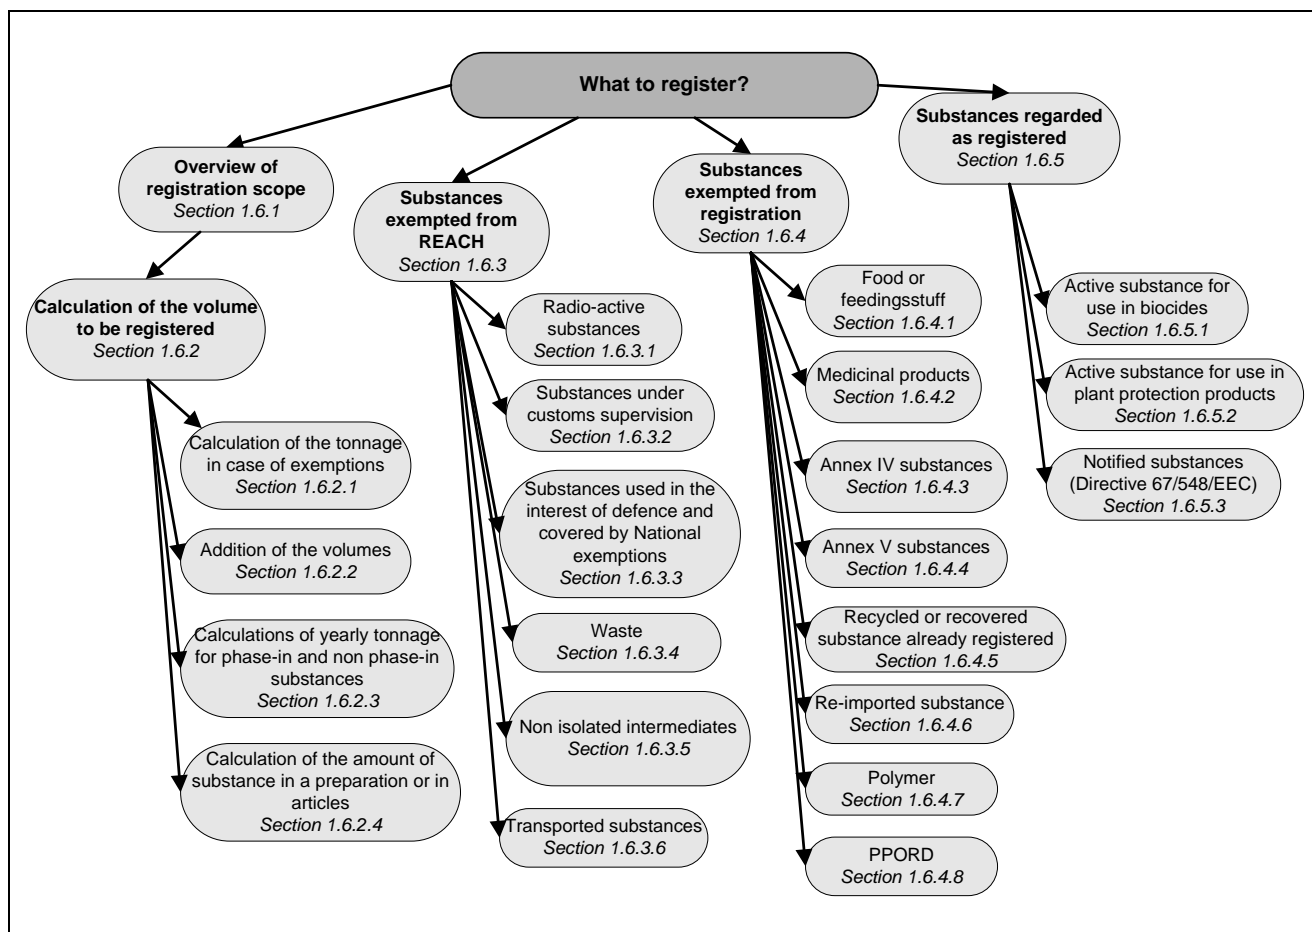 What to register?
Overview of
registration scope
Section 1.6.1
Calculation of the volume
to be registered
Section 1.6.2
Calculation of the tonnage
in case of exemptions
Section 1.6.2.1
Addition of the volumes
Section 1.6.2.2
Calculations of yearly tonnage
for phase-in and non phase-in
substances
Section 1.6.2.3
Calculation of the amount of
substance in a preparation or in
articles
Section 1.6.2.4
Substances
exempted from
REACH
Section 1.6.3
Radio-active
substances
Section 1.6.3.1
Substances under
customs supervision
Section 1.6.3.2
Substances used in the
interest of defence and
covered by National
exemptions
Section 1.6.3.3
Waste
Section 1.6.3.4
Non isolated intermediates
Section 1.6.3.5
Transported substances
Section 1.6.3.6
Substances
exempted from
registration
Section 1.6.4
Food or
feedingsstuff
Section 1.6.4.1
Medicinal products
Section 1.6.4.2
Annex IV substances
Section 1.6.4.3
Annex V substances
Section 1.6.4.4
Recycled or recovered
substance already registered
Section 1.6.4.5
Re-imported substance
Section 1.6.4.6
Polymer
Section 1.6.4.7
PPORD
Section 1.6.4.8
Substances regarded
as registered
Section 1.6.5
Active substance for
use in biocides
Section 1.6.5.1
Active substance for use in
plant protection products
Section 1.6.5.2
Notified substances
(Directive 67/548/EEC)
Section 1.6.5.3